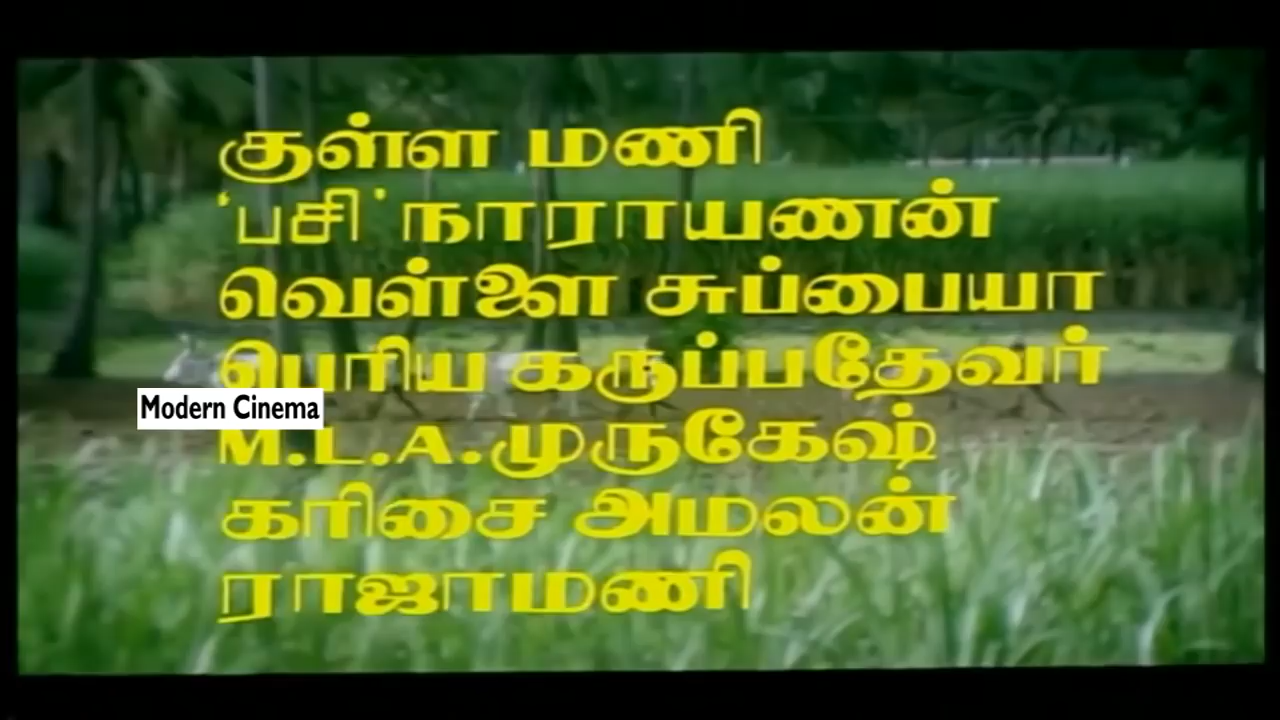 குள்ள மணி
'பசி' நாராயணன்
வெள்ளை சுப்பையா
பெரிய கருப்பதேவர்
Modern Cinema
M.L.A.முருகேஷ்
கரிசை அமலன்
ராஜாமணி